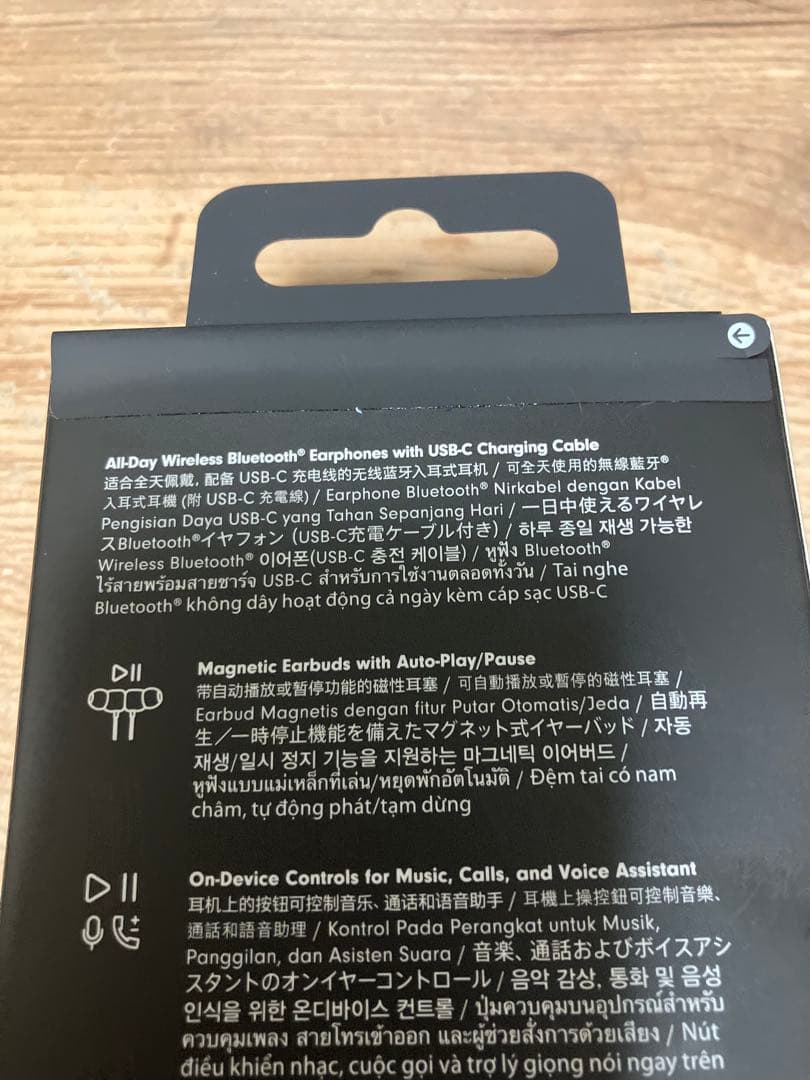 All-Day Wireless Bluetooth® Earphones with USB-C Charging Cable
适合全天佩戴, 配备 USB-C 充电线的无线蓝牙入耳式耳机 / 可全天使用的無線藍牙®
入耳式耳機 (附 USB-C 充電線) / Earphone Bluetooth® Nirkabel dengan Kabel
Pengisian Daya USB-C yang Tahan Sepanjang Hari / 一日中使えるワイヤレ
スBluetooth®イヤフォン (USB-C充電ケーブル付き) / 하루 종일 재생 가능한
Wireless Bluetooth® 이어폰(USB-C 충전 케이블) / หูฟัง Bluetooth®
ไร้สายพร้อมสายชาร์จ USB-C สำหรับการใช้งานตลอดทั้งวัน / Tai nghe
Bluetooth® không dây hoạt động cả ngày kèm cáp sạc USB-C
Magnetic Earbuds with Auto-Play/Pause
带自动播放或暂停功能的磁性耳塞 / 可自動播放或暫停的磁性耳塞 /
Earbud Magnetis dengan fitur Putar Otomatis/Jeda / 自動再
生／一時停止機能を備えたマグネット式イヤーバッド / 자동
재생/일시 정지 기능을 지원하는 마그네틱 이어버드 /
หูฟังแบบแม่เหล็กที่เล่น/หยุดพักอัตโนมัติ / Đệm tai có nam
châm, tự động phát/tạm dừng
On-Device Controls for Music, Calls, and Voice Assistant
耳机上的按钮可控制音乐、通话和语音助手 / 耳機上操控鈕可控制音樂、
通話和語音助理 / Kontrol Pada Perangkat untuk Musik,
Panggilan, dan Asisten Suara / 音楽、通話およびボイスアシ
スタントのオンイヤーコントロール / 음악 감상, 통화 및 음성
인식을 위한 온디바이스 컨트롤 / ปุ่มควบคุมบนอุปกรณ์สำหรับ
ควบคุมเพลง สายโทรเข้าออก และผู้ช่วยสั่งการด้วยเสียง / Nút
điều khiển nhạc, cuộc gọi và trợ lý giọng nói ngay trên